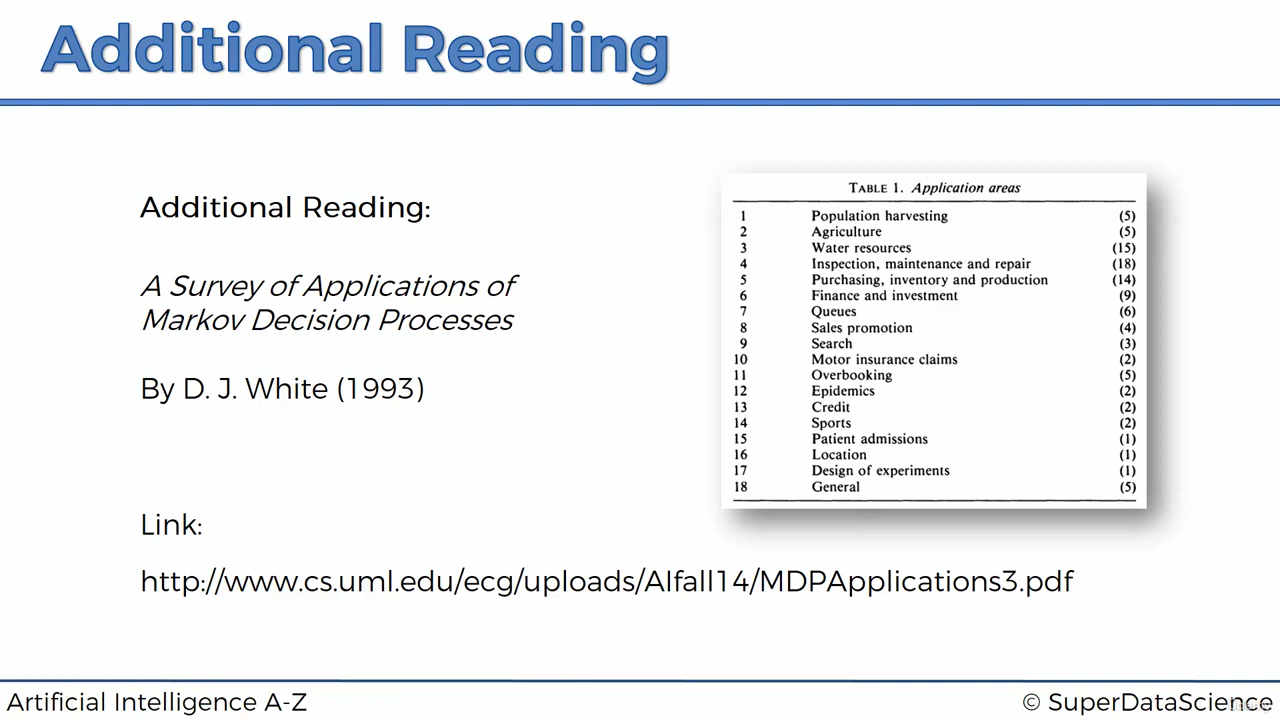 Additional Reading
Additional Reading:
A Survey of Applications of
Markov Decision Processes
By D. J. White (1993)
TABLE 1. Application areas
1 Population harvesting (5)
2 Agriculture (5)
3 Water resources (15)
4 Inspection, maintenance and repair (18)
5 Purchasing, inventory and production (14)
6 Finance and investment (9)
7 Queues (6)
8 Sales promotion (4)
9 Search (3)
10 Motor insurance claims (2)
11 Overbooking (5)
12 Epidemics (2)
13 Credit (2)
14 Sports (2)
15 Patient admissions (1)
16 Location (1)
17 Design of experiments (1)
18 General (5)
Link:
http://www.cs.uml.edu/ecg/uploads/AIfall14/MDPApplications3.pdf
Artificial Intelligence A-Z
© SuperDataScience